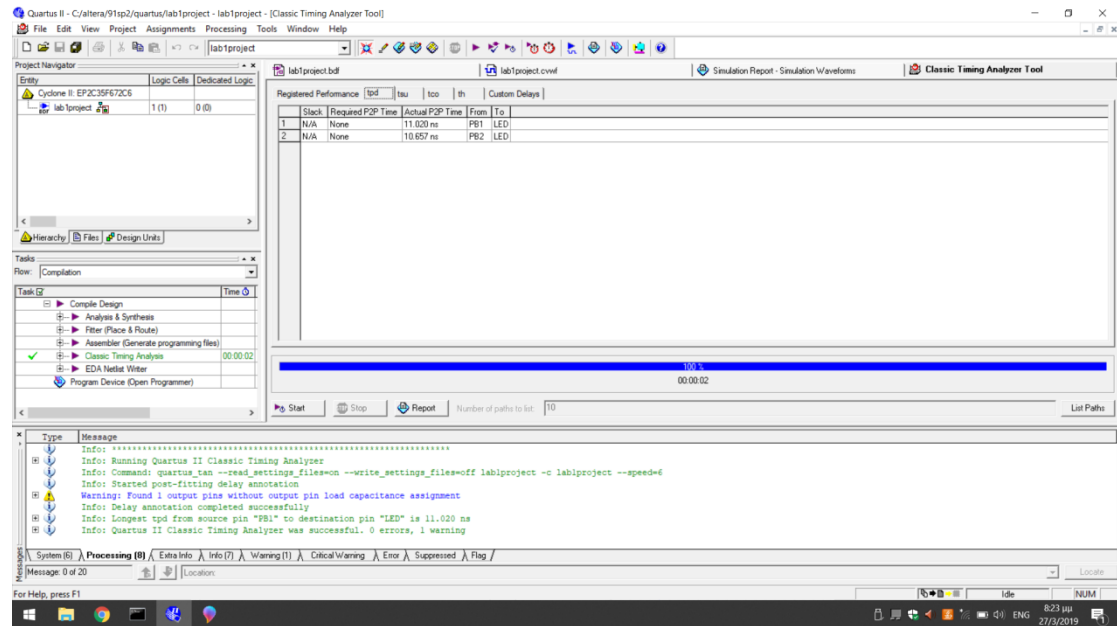 Quartus II - C:/altera/91sp2/quartus/lab1project - lab1project - [Classic Timing Analyzer Tool]
File Edit View Project Assignments Processing Tools Window Help
lab1project
Project Navigator
Entity Logic Cells Dedicated Logic
Cyclone II: EP2C35F672C6
lab1project 1 (1) 0 (0)
Hierarchy Files Design Units
Tasks
Flow: Compilation
Task Time
Compile Design
Analysis & Synthesis
Fitter (Place & Route)
Assembler (Generate programming files)
Classic Timing Analysis 00:00:02
EDA Netlist Writer
Program Device (Open Programmer)
lab1project.bdf lab1project.cvwf Simulation Report - Simulation Waveforms Classic Timing Analyzer Tool
Registered Performance tpd tsu tco th Custom Delays
Slack Required P2P Time Actual P2P Time From To
1 N/A None 11.020 ns PB1 LED
2 N/A None 10.657 ns PB2 LED
100 %
00:00:02
Start Stop Report Number of paths to list: 10 List Paths
Type Message
Info: *******************************************************************
Info: Running Quartus II Classic Timing Analyzer
Info: Command: quartus_tan --read_settings_files=on --write_settings_files=off lab1project -c lab1project --speed=6
Info: Started post-fitting delay annotation
Warning: Found 1 output pins without output pin load capacitance assignment
Info: Delay annotation completed successfully
Info: Longest tpd from source pin "PB1" to destination pin "LED" is 11.020 ns
Info: Quartus II Classic Timing Analyzer was successful. 0 errors, 1 warning
System (6) Processing (8) Extra Info Info (7) Warning (1) Critical Warning Error Suppressed Flag
Messages
Message: 0 of 20 Location: Locate
For Help, press F1 Idle NUM
ENG 8:23 μμ
27/3/2019